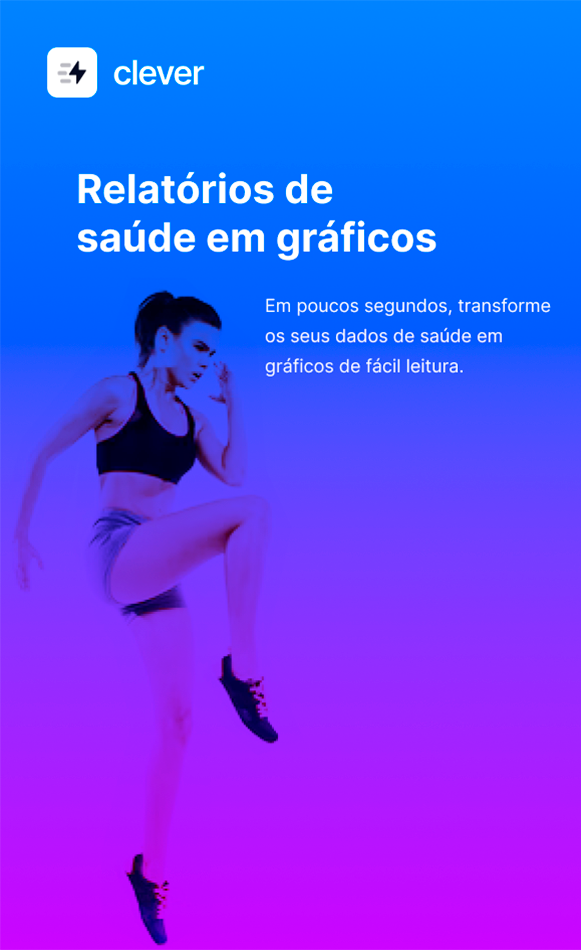 clever
Relatórios de
saúde em gráficos
Em poucos segundos, transforme
os seus dados de saúde em
gráficos de fácil leitura.